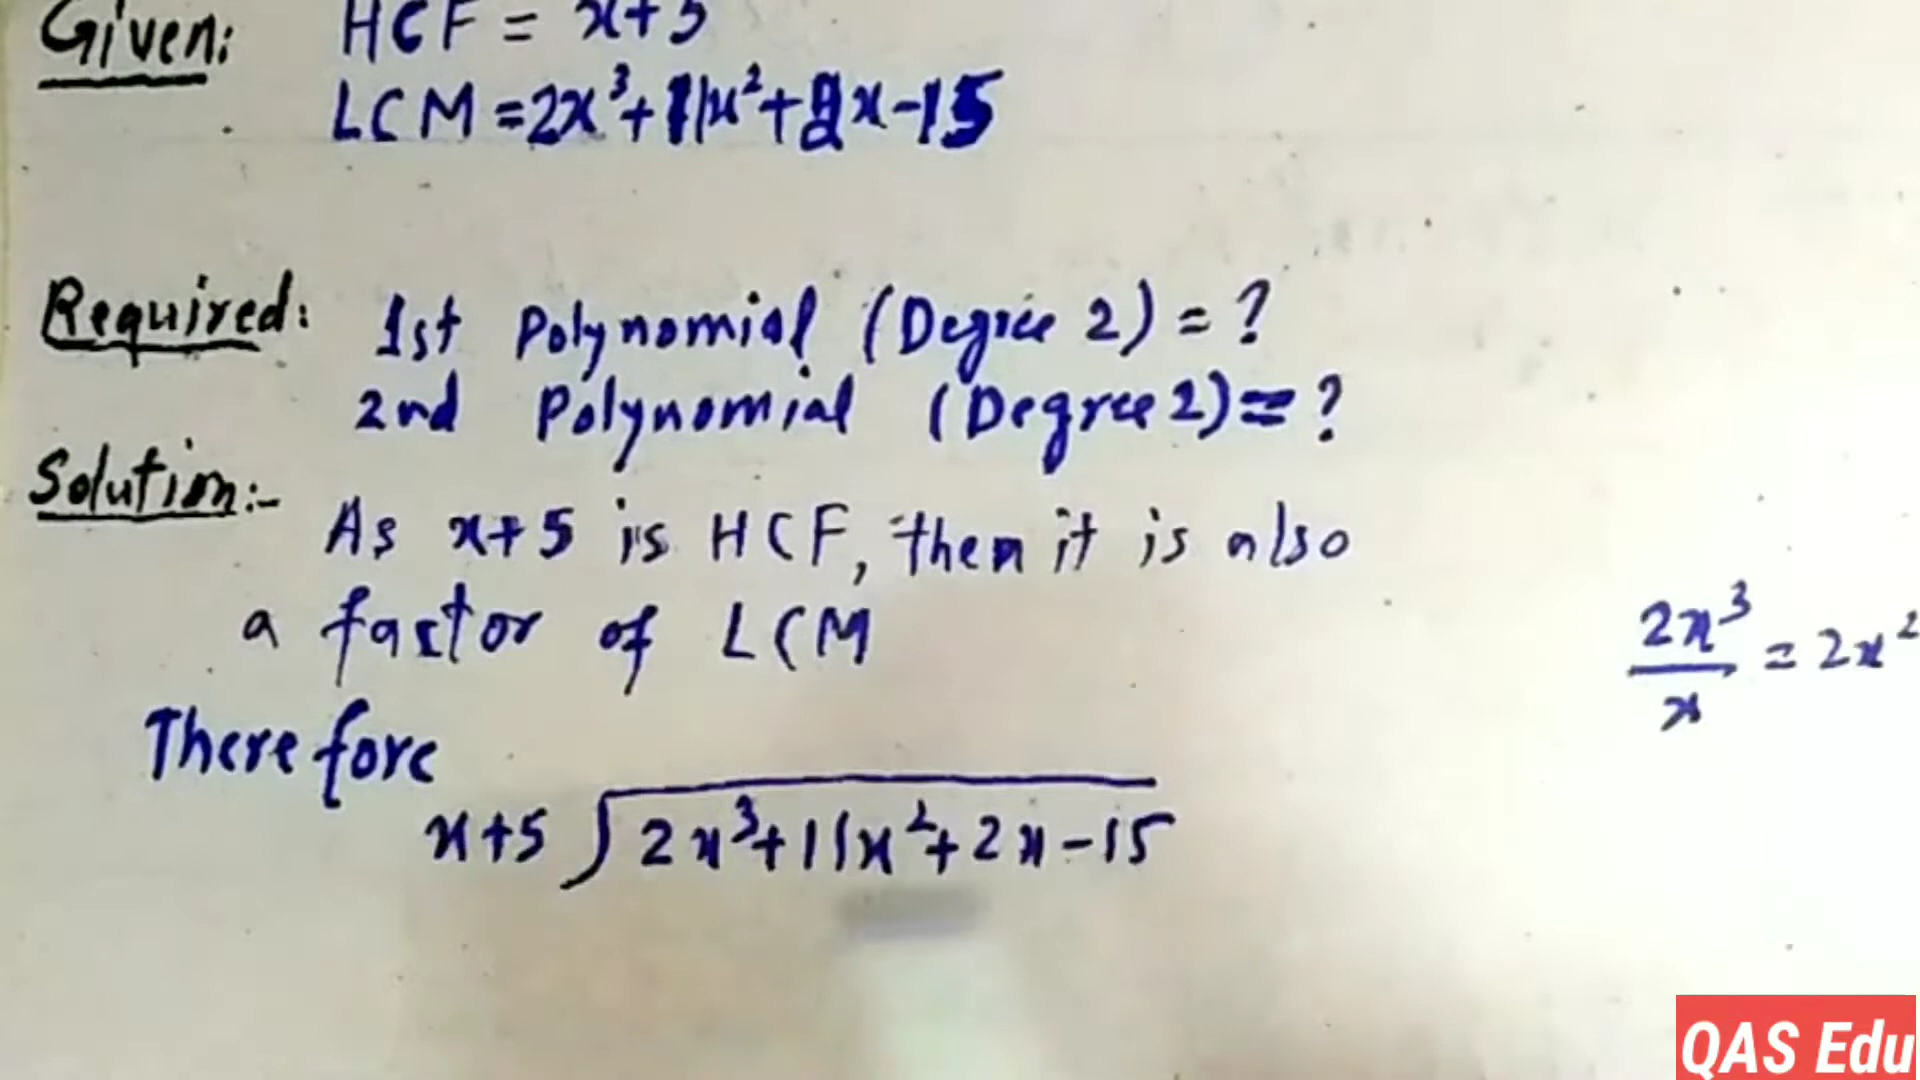 Given: HCF = x+5
LCM = 2x³+11x²+2x-15
Required: 1st Polynomial (Degree 2) = ?
2nd Polynomial (Degree 2) = ?
Solution:-
As x+5 is HCF, then it is also
a factor of LCM
2x³/x = 2x²
Therefore
x+5 ) 2x³+11x²+2x-15
QAS Edu